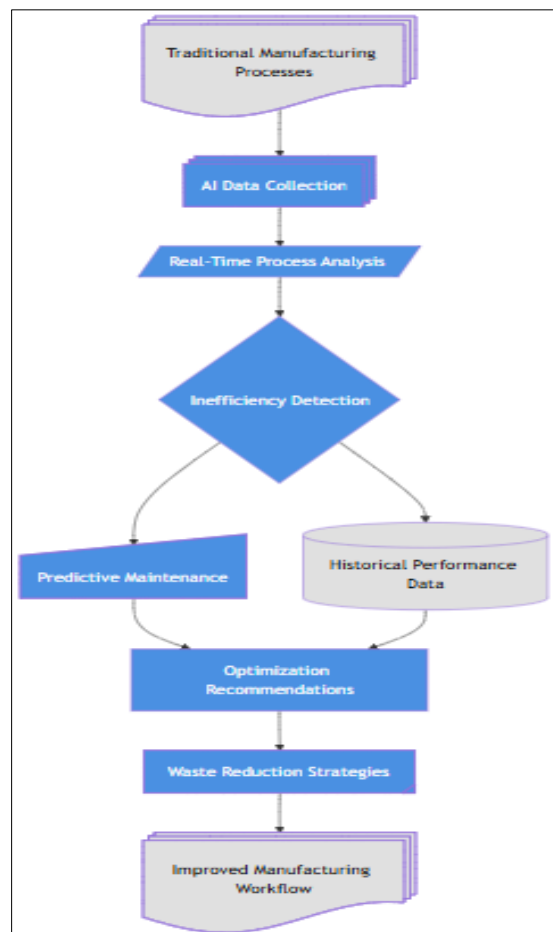 Traditional Manufacturing
Processes
AI Data Collection
Real-Time Process Analysis
Inefficiency Detection
Predictive Maintenance
Historical Performance
Data
Optimization
Recommendations
Waste Reduction Strategies
Improved Manufacturing
Workflow